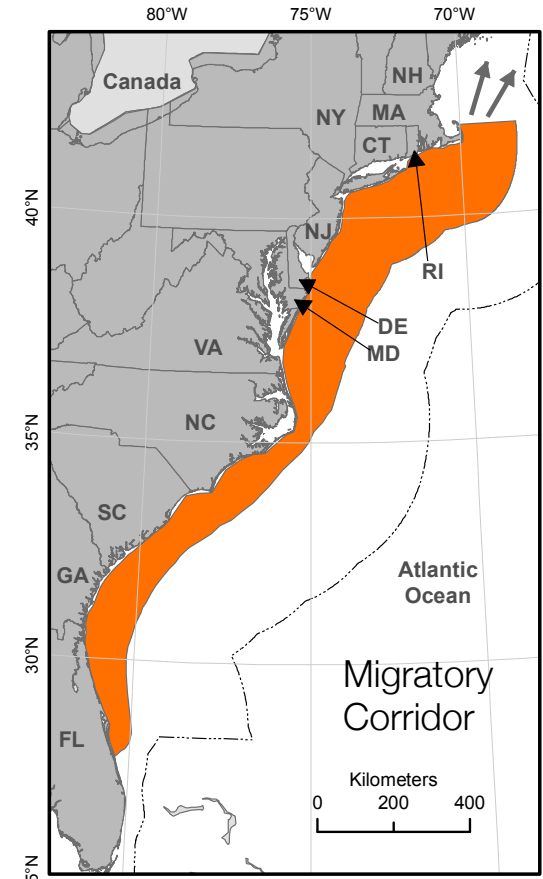 80°W
75°W
70°W
Canada
NH
NY
MA
CT
40°N
NJ
RI
DE
MD
VA
NC
35°N
SC
GA
Atlantic
Ocean
30°N
Migratory
Corridor
FL
Kilometers
0 200 400
5°N